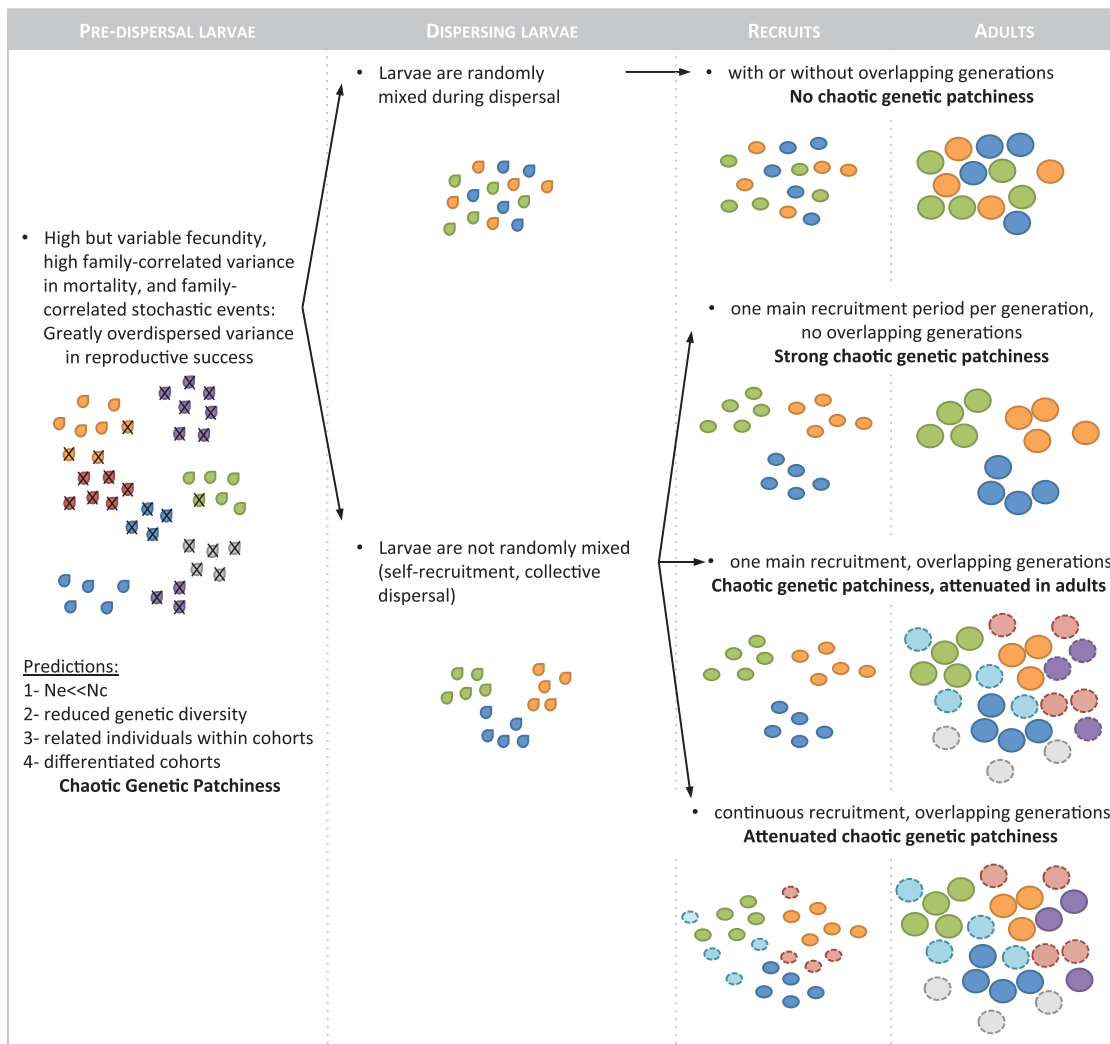 PRE-DISPERSAL LARVAE
DISPERSING LARVAE
RECRUITS
ADULTS
• High but variable fecundity,
high family-correlated variance
in mortality, and family-
correlated stochastic events:
Greatly overdispersed variance
in reproductive success
Predictions:
1- Ne<<Nc
2- reduced genetic diversity
3- related individuals within cohorts
4- differentiated cohorts
Chaotic Genetic Patchiness
• Larvae are randomly
mixed during dispersal
• Larvae are not randomly mixed
(self-recruitment, collective
dispersal)
• with or without overlapping generations
No chaotic genetic patchiness
• one main recruitment period per generation,
no overlapping generations
Strong chaotic genetic patchiness
• one main recruitment, overlapping generations
Chaotic genetic patchiness, attenuated in adults
• continuous recruitment, overlapping generations
Attenuated chaotic genetic patchiness